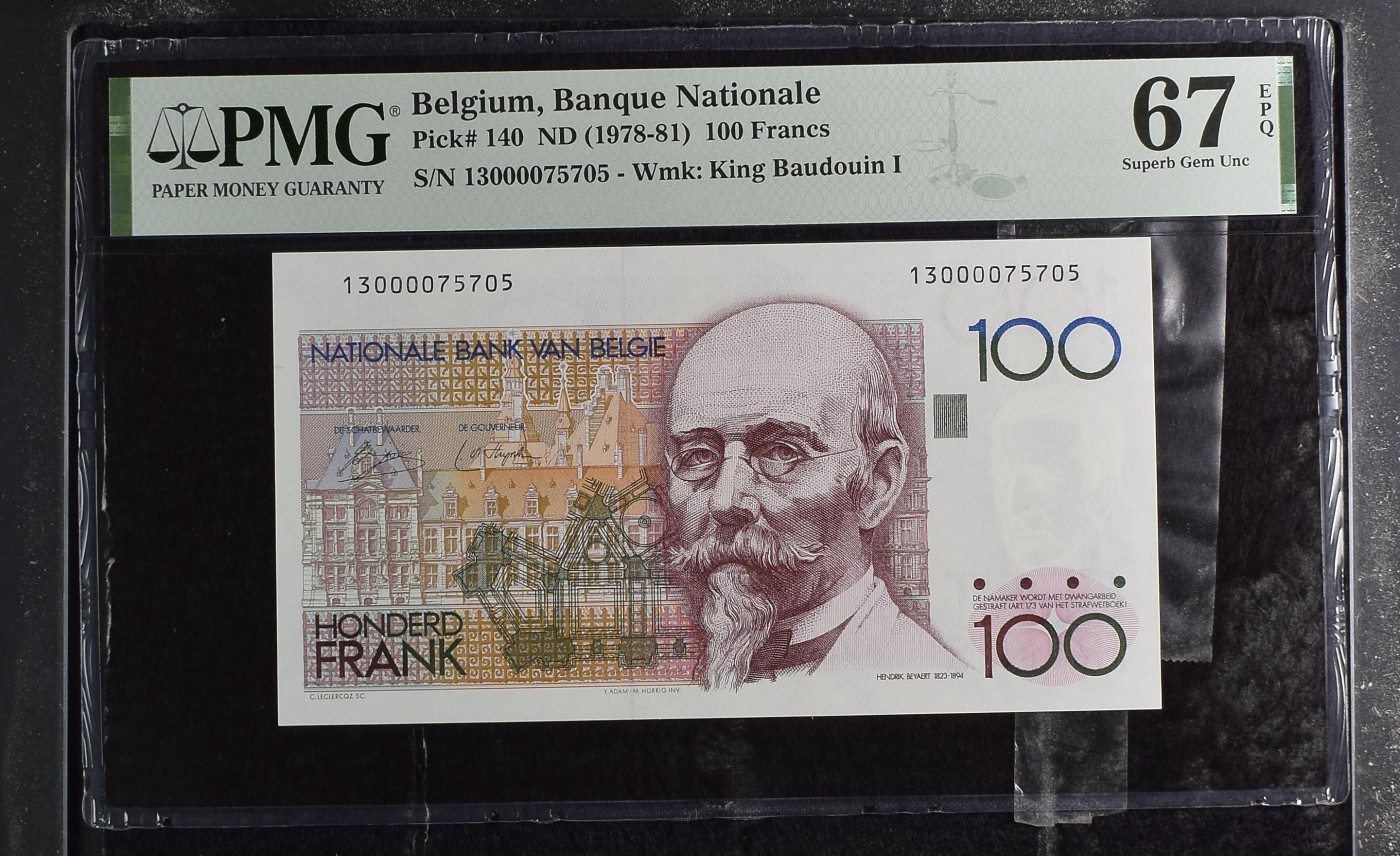 PMG®
PAPER MONEY GUARANTY
Belgium, Banque Nationale
Pick# 140 ND (1978-81) 100 Francs
S/N 13000075705 - Wmk: King Baudouin I
67
EPQ
Superb Gem Unc
13000075705
13000075705
NATIONALE BANK VAN BELGIE
100
DE SCHATBEWAARDER,
DE GOUVERNEUR,
DE NAMAKER WORDT MET DWANGARBEID
GESTRAFT (ART. 173 VAN HET STRAFWETBOEK)
100
HONDERD
FRANK
HENDRIK BEYAERT 1823-1894
C. LECLERCQZ SC.
Y. ADAM - M. HÜRRIG INV.